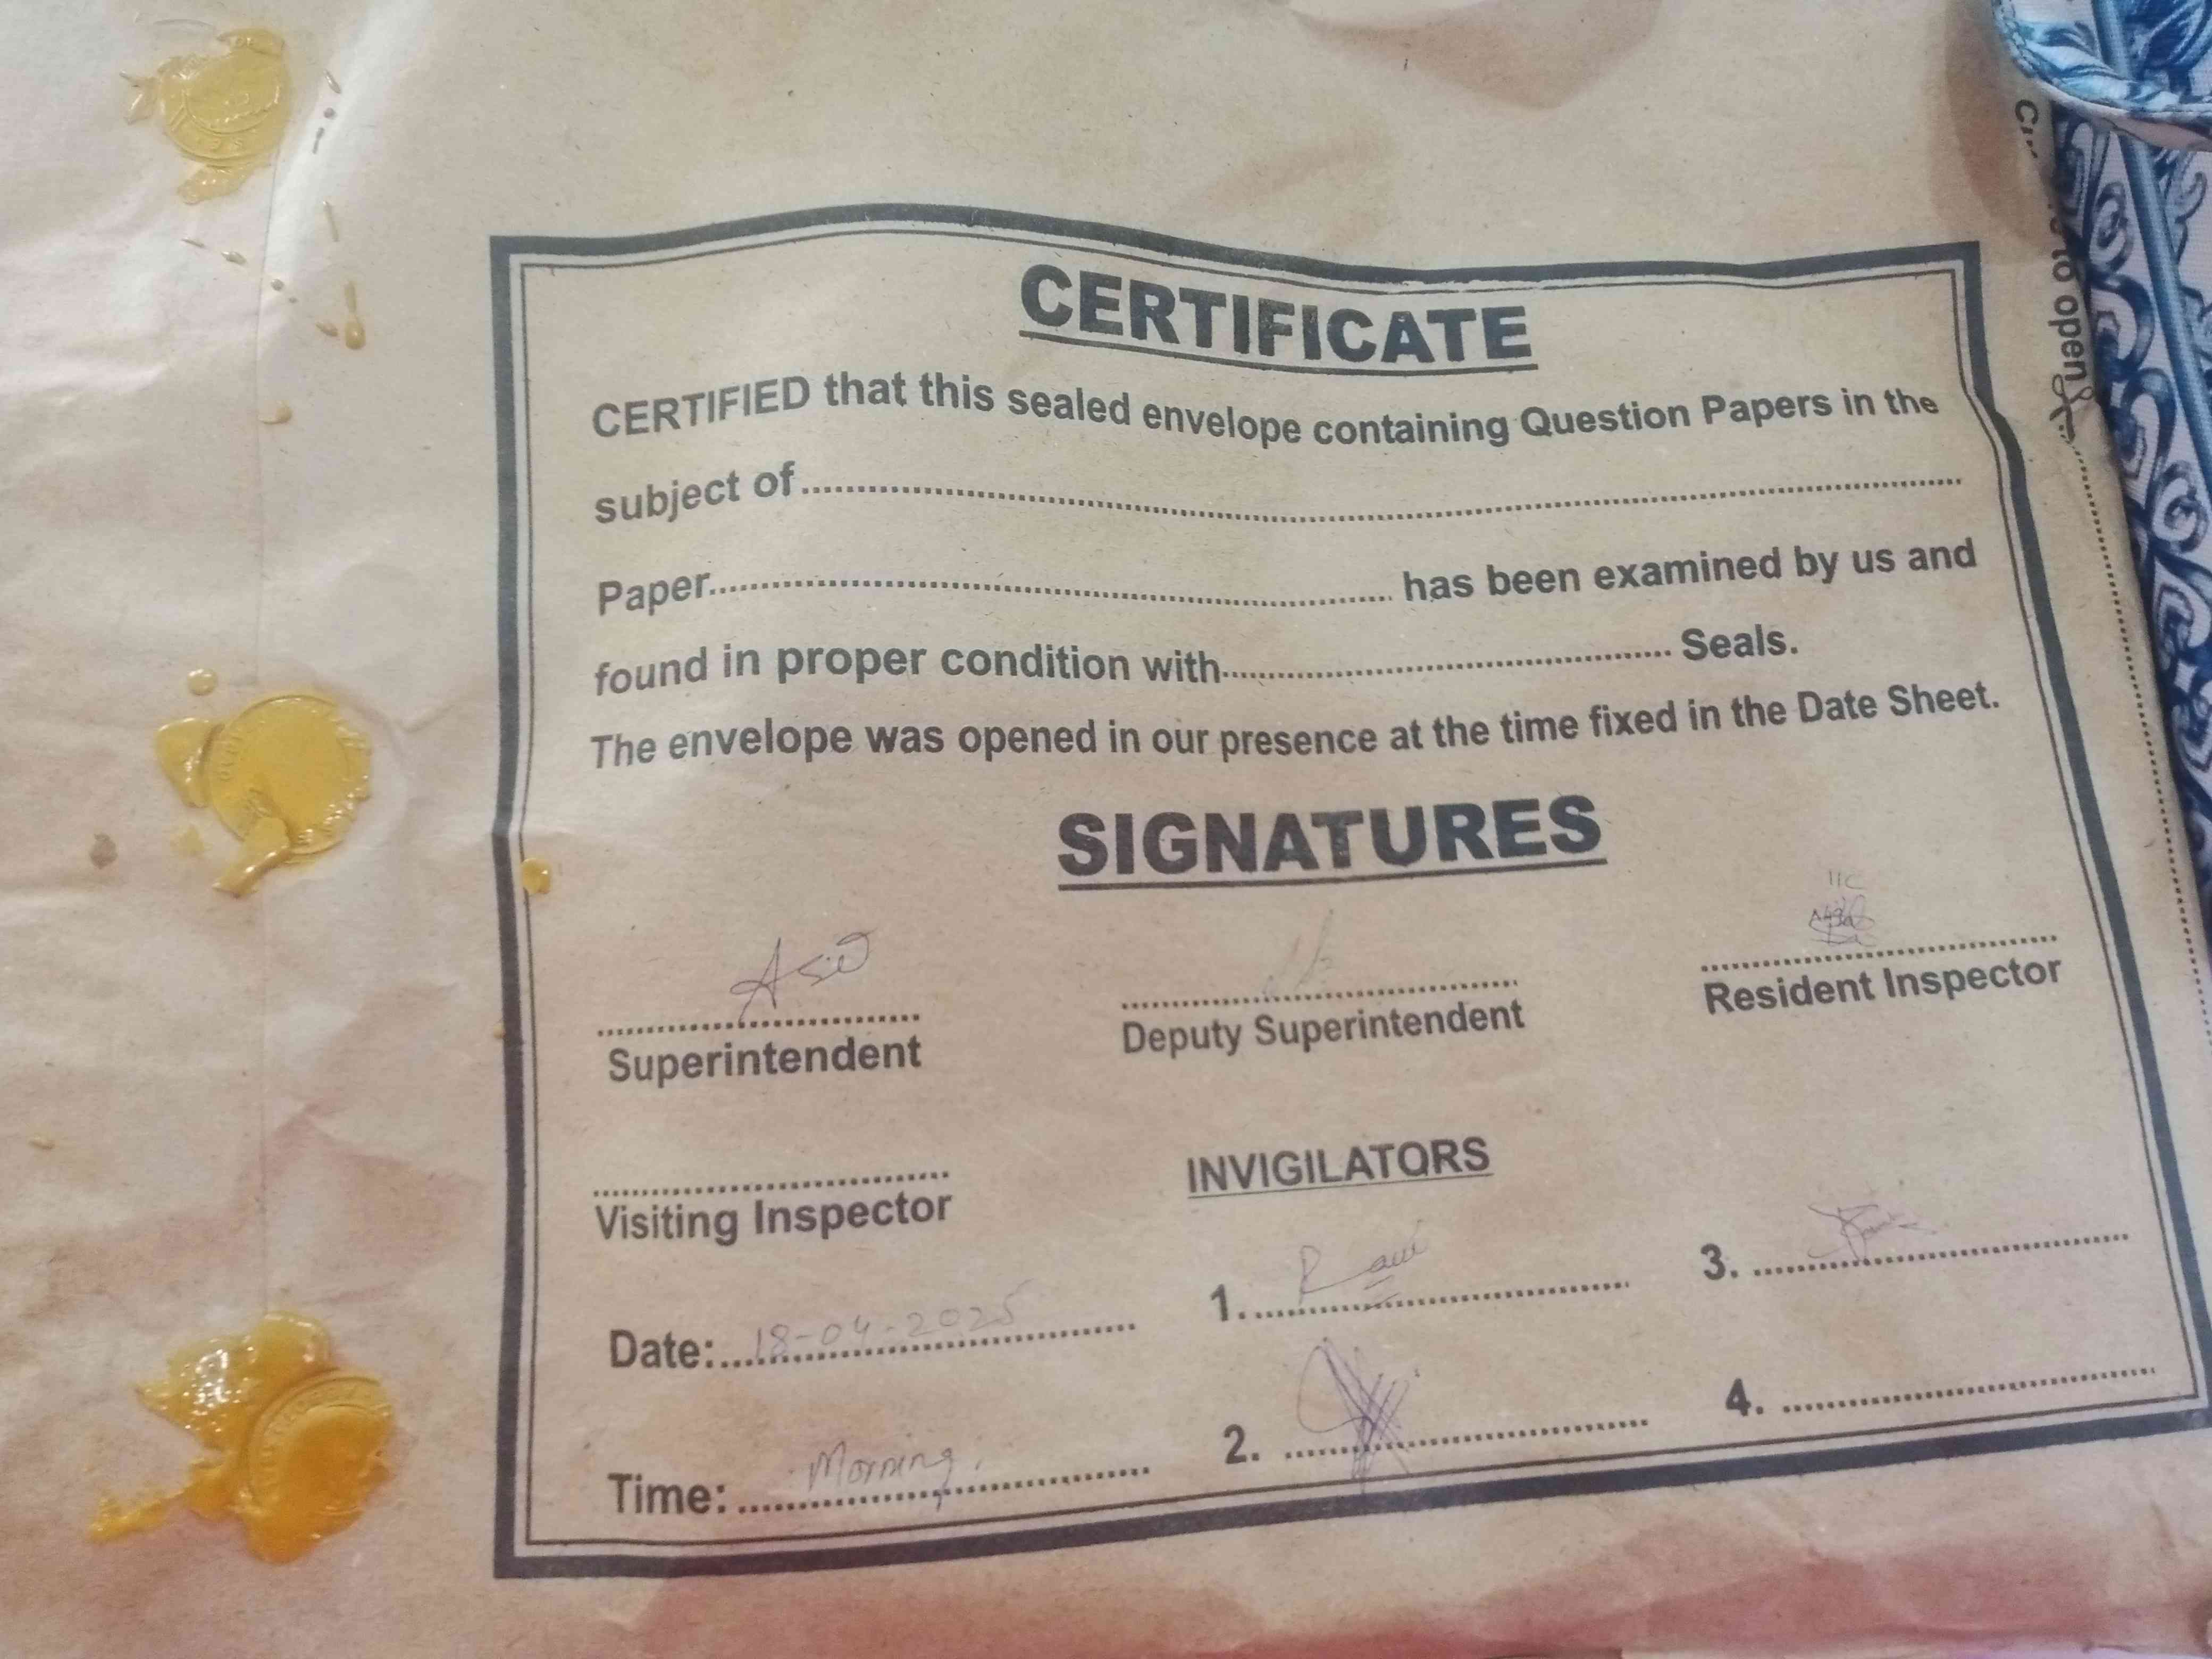 CERTIFICATE
CERTIFIED that this sealed envelope containing Question Papers in the
subject of
Paper has been examined by us and
found in proper condition with Seals.
The envelope was opened in our presence at the time fixed in the Date Sheet.
SIGNATURES
Superintendent
Deputy Superintendent
Resident Inspector
Visiting Inspector
INVIGILATORS
1.
3.
Date: 18-04-2025
2.
4.
Time: Morning
to open